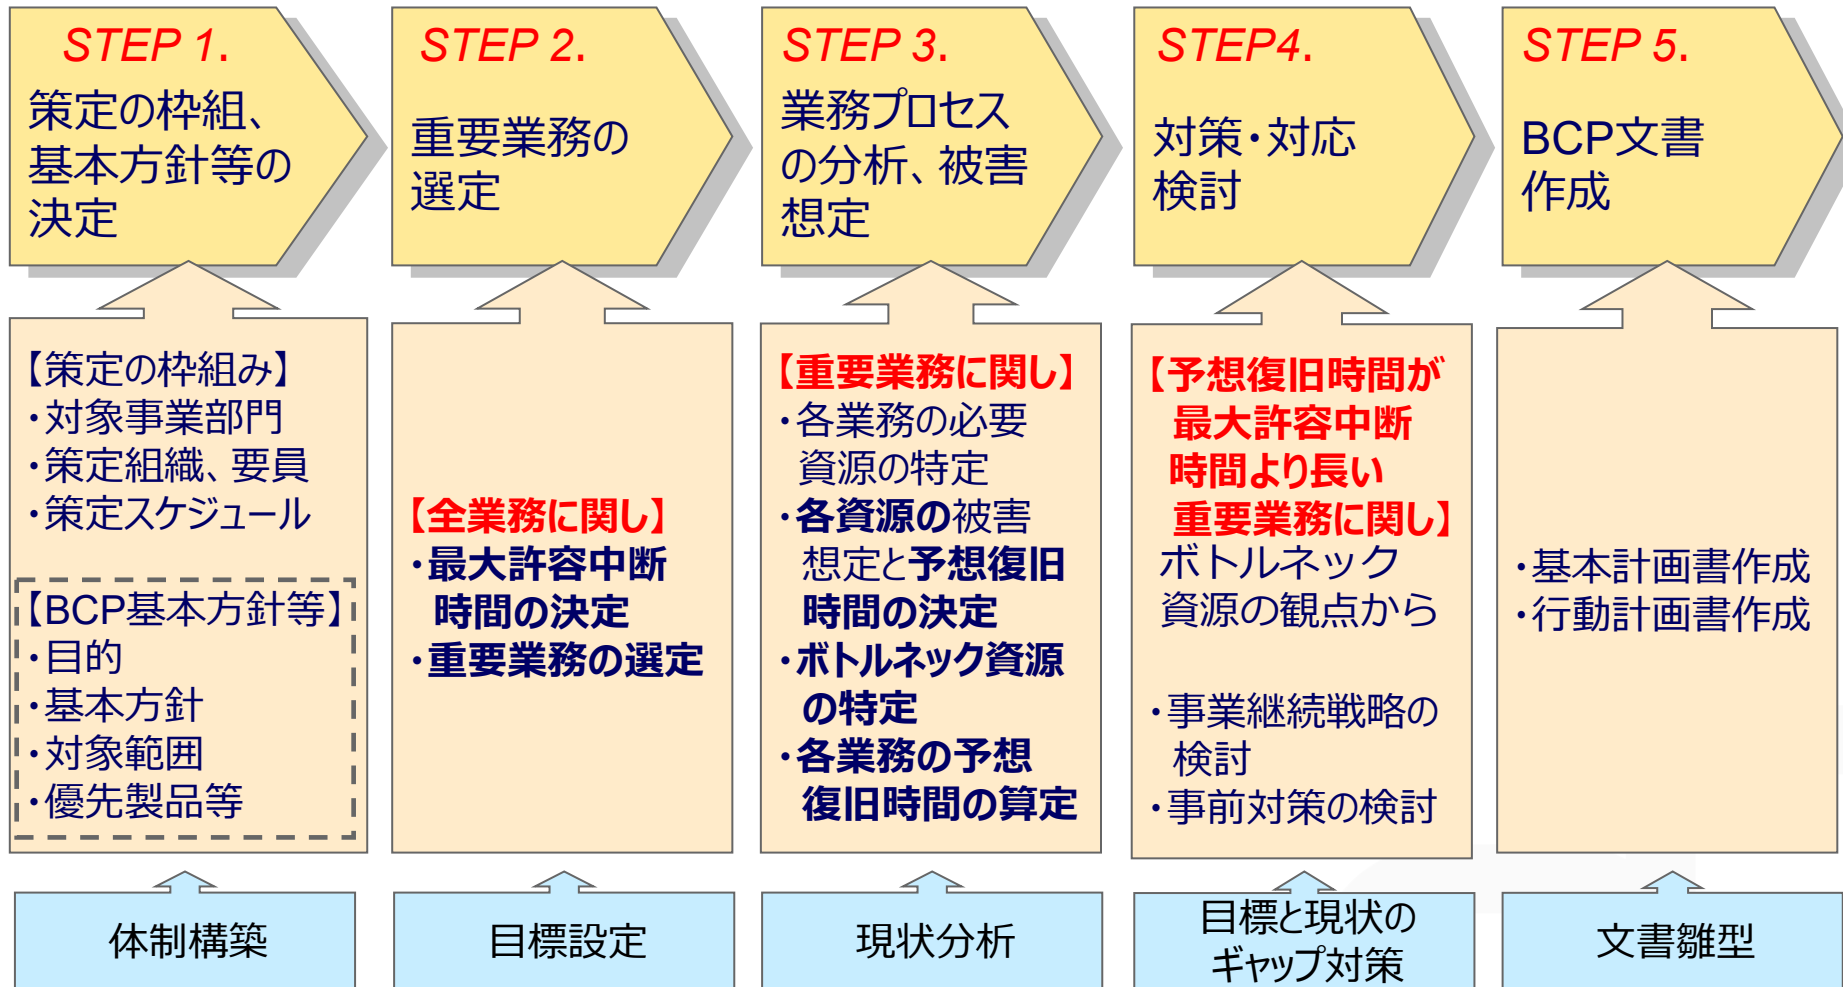 STEP 1.
策定の枠組、
基本方針等の
決定
STEP 2.
重要業務の
選定
STEP 3.
業務プロセス
の分析、被害
想定
STEP4.
対策・対応
検討
STEP 5.
BCP文書
作成
【策定の枠組み】
・対象事業部門
・策定組織、要員
・策定スケジュール
【BCP基本方針等】
・目的
・基本方針
・対象範囲
・優先製品等
【全業務に関し】
・最大許容中断
時間の決定
・重要業務の選定
【重要業務に関し】
・各業務の必要
資源の特定
・各資源の被害
想定と予想復旧
時間の決定
・ボトルネック資源
の特定
・各業務の予想
復旧時間の算定
【予想復旧時間が
最大許容中断
時間より長い
重要業務に関し】
ボトルネック
資源の観点から
・事業継続戦略の
検討
・事前対策の検討
・基本計画書作成
・行動計画書作成
体制構築
目標設定
現状分析
目標と現状の
ギャップ対策
文書雛型